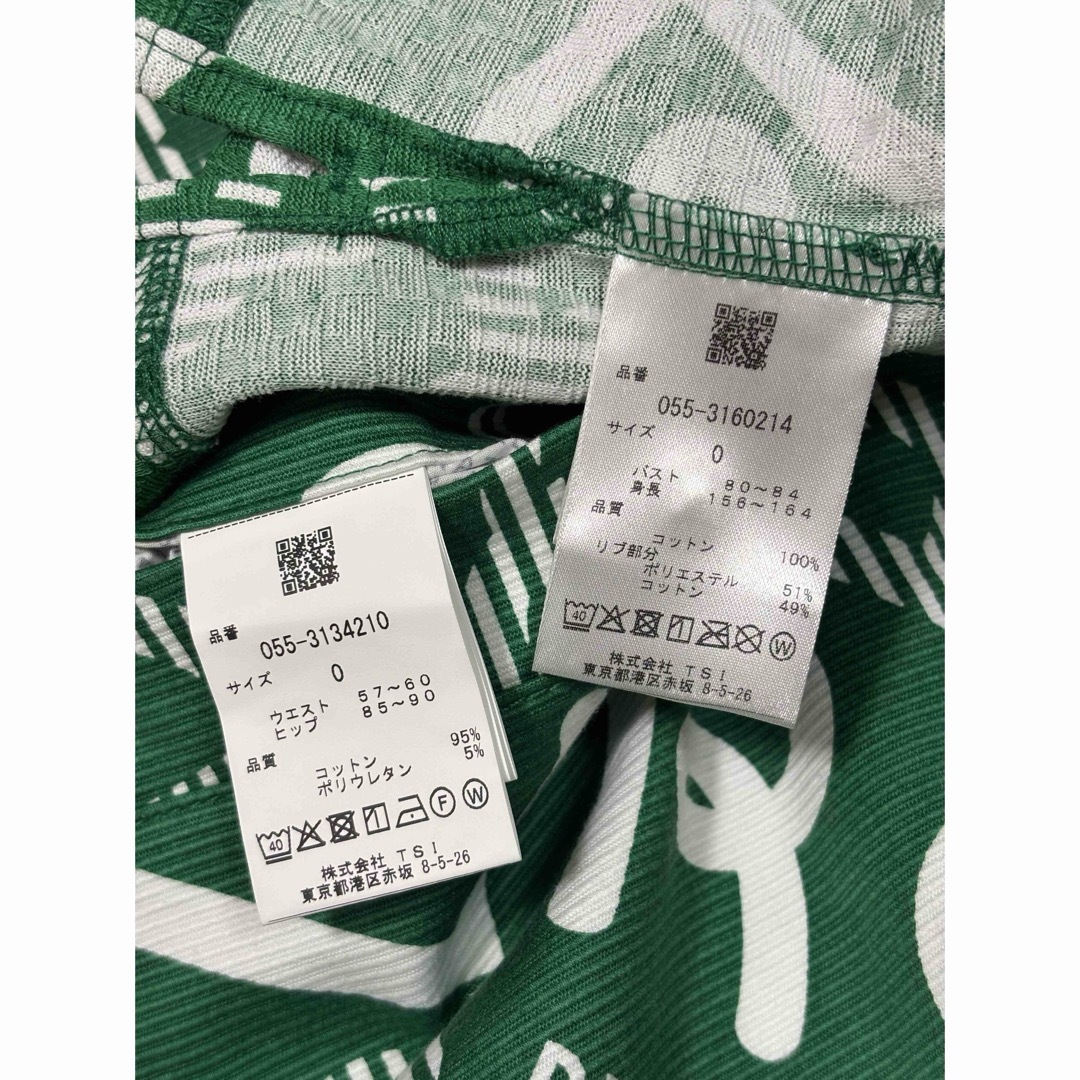 品番
055-3160214
サイズ
0
バスト 80～84
身長 156～164
品質
コットン 100%
リブ部分
ポリエステル 51%
コットン 49%
40
W
株式会社 TSI
東京都港区赤坂 8-5-26
品番
055-3134210
サイズ
0
ウエスト 57～60
ヒップ 85～90
品質
コットン 95%
ポリウレタン 5%
40 F W
株式会社 TSI
東京都港区赤坂 8-5-26